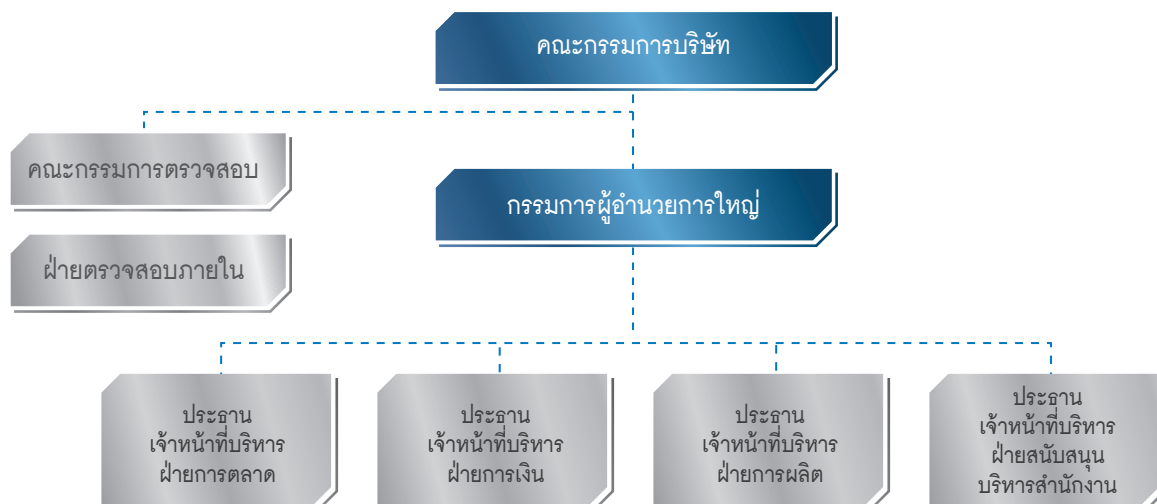 คณะกรรมการบริษัท
คณะกรรมการตรวจสอบ
กรรมการผู้อำนวยการใหญ่
ฝ่ายตรวจสอบภายใน
ประธาน
เจ้าหน้าที่บริหาร
ฝ่ายการตลาด
ประธาน
เจ้าหน้าที่บริหาร
ฝ่ายการเงิน
ประธาน
เจ้าหน้าที่บริหาร
ฝ่ายการผลิต
ประธาน
เจ้าหน้าที่บริหาร
ฝ่ายสนับสนุน
บริหารสำนักงาน